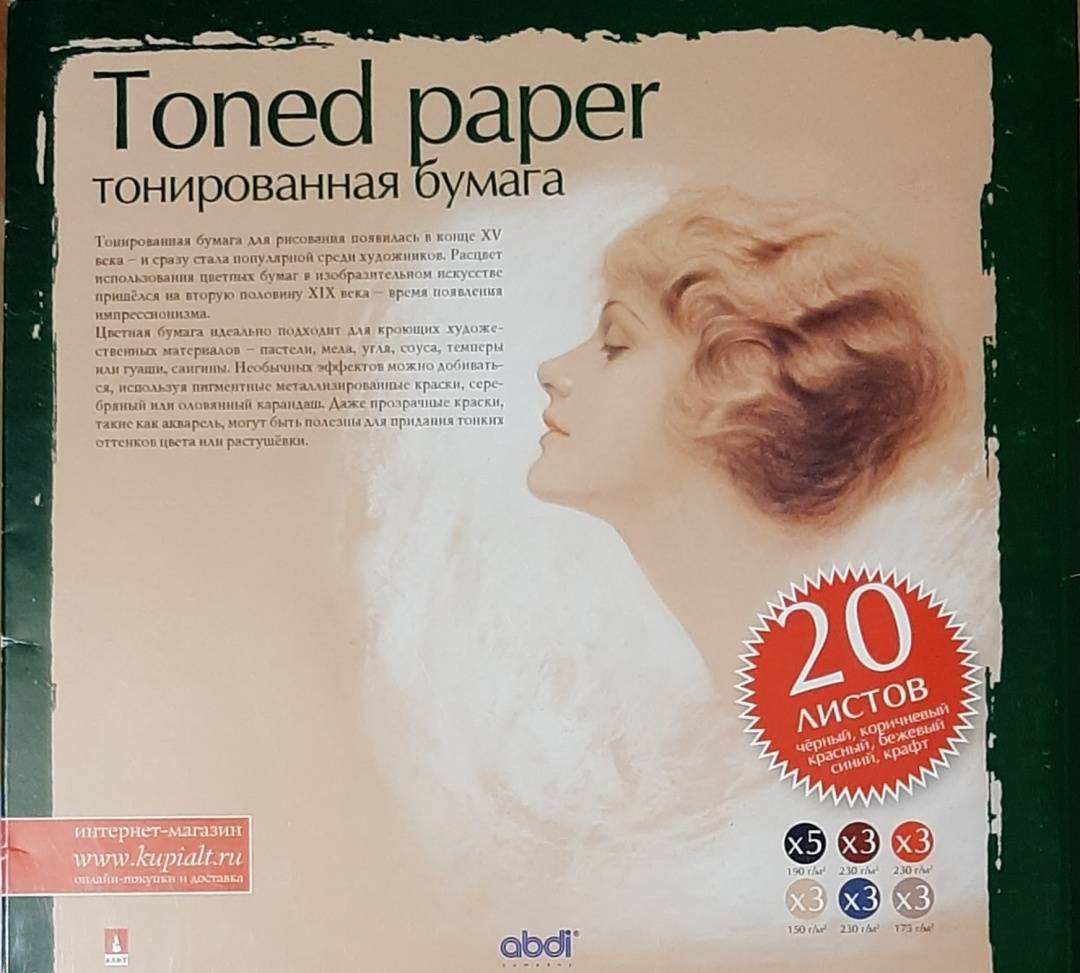 Toned paper
тонированная бумага
Тонированная бумага для рисования появилась в конце XV
века – и сразу стала популярной среди художников. Расцвет
использования цветных бумаг в изобразительном искусстве
пришёлся на вторую половину XIX века – время появления
импрессионизма.
Цветная бумага идеально подходит для кроющих художе-
ственных материалов – пастели, мела, угля, соуса, темперы
или гуаши, сангины. Необычных эффектов можно добивать-
ся, используя пигментные металлизированные краски, сере-
бряный или оловянный карандаш. Даже прозрачные краски,
такие как акварель, могут быть полезны для придания тонких
оттенков цвета или растушёвки.
20
листов
чёрный, коричневый
красный, бежевый
синий, крафт
x5 x3 x3
190 г/м² 230 г/м² 230 г/м²
x3 x3 x3
150 г/м² 230 г/м² 175 г/м²
интернет-магазин
www.kupialt.ru
онлайн-покупки и доставка
АЛЬТ
abdi®
company